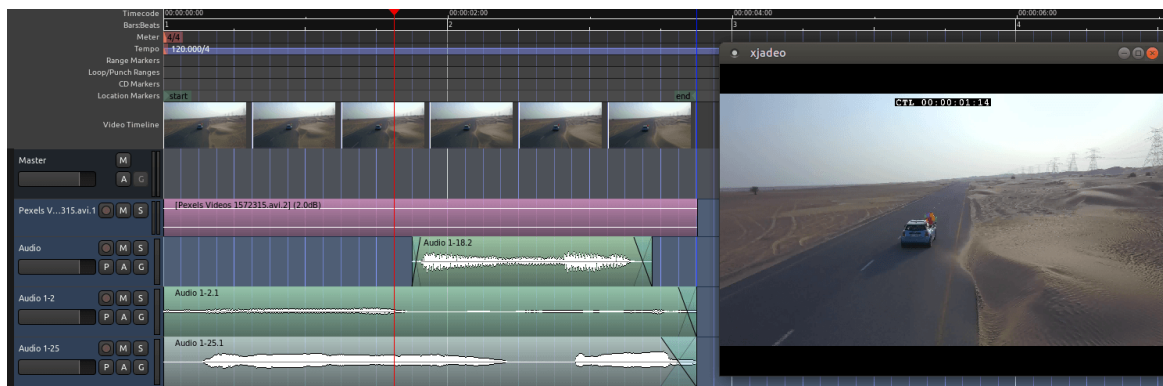 Timecode 00:00:00:00 00:00:02:00 00:00:04:00 00:00:06:00
Bars:Beats 1 2 3 4
Meter 4/4
Tempo 120.000/4
Range Markers
Loop/Punch Ranges
CD Markers
Location Markers start end
Video Timeline
xjadeo
CTL 00:00:01:14
Master M
A G
Pexels V...315.avi.1 M S
[Pexels Videos 1572315.avi.2] (2.0dB)
Audio M S
P A G
Audio 1-18.2
Audio 1-2 M S
P A G
Audio 1-2.1
Audio 1-25 M S
P A G
Audio 1-25.1